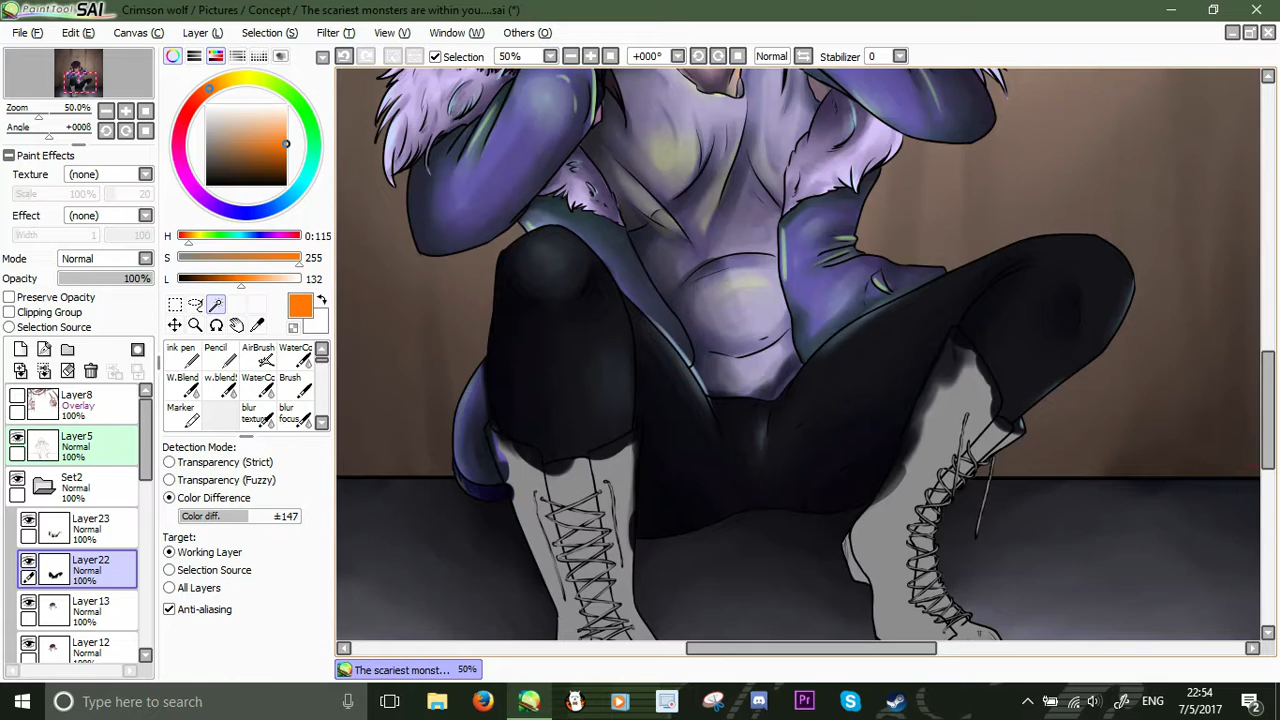 PaintTool SAI Crimson wolf / Pictures / Concept / The scariest monsters are within you....sai (*)
File (F) Edit (E) Canvas (C) Layer (L) Selection (S) Filter (T) View (V) Window (W) Others (O)
Selection 50% +000° Normal Stabilizer 0
Zoom 50.0%
Angle
Paint Effects
Texture (none)
Scale 100% 20
Effect (none)
Width 1 100
Mode Normal
Opacity 100%
Preserve Opacity
Clipping Group
Selection Source
Layer8
Overlay
100%
Layer5
Normal
100%
Set2
Normal
100%
Layer23
Normal
100%
Layer22
Normal
100%
Layer13
Normal
100%
Layer12
Normal
100%
H 0:115
S 255
L 132
ink pen Pencil AirBrush WaterCo
W.Blend w.blend! WaterCo Brush
Marker blur textur blur focus
Detection Mode:
Transparency (Strict)
Transparency (Fuzzy)
Color Difference
Color diff. ±147
Target:
Working Layer
Selection Source
All Layers
Anti-aliasing
The scariest monst... 50%
Type here to search
Pr
ENG
22:54
7/5/2017
2